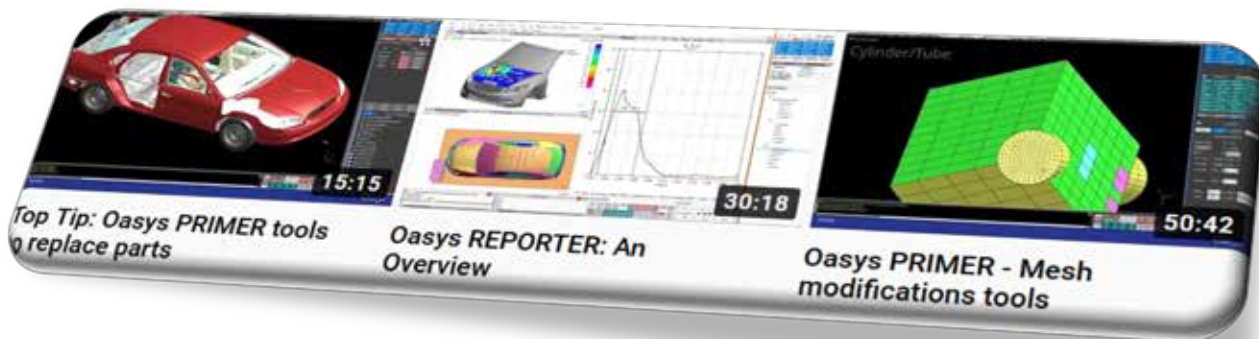 Cylinder/Tube
15:15
30:18
50:42
Top Tip: Oasys PRIMER tools
replace parts
Oasys REPORTER: An
Overview
Oasys PRIMER - Mesh
modifications tools